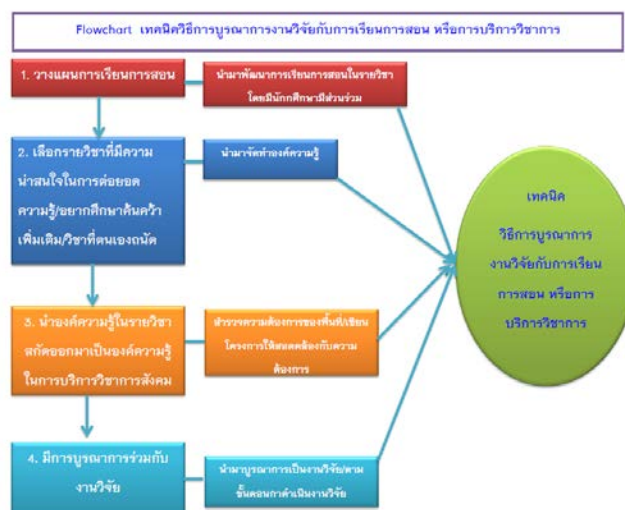 Flowchart เทคนิควิธีการบูรณาการงานวิจัยกับการเรียนการสอน หรือการบริการวิชาการ
1. วางแผนการเรียนการสอน
นำมาพัฒนาการเรียนการสอนในรายวิชา
โดยมีนักกศึกษามีส่วนร่วม
2. เลือกรายวิชาที่มีความ
น่าสนใจในการต่อยอด
ความรู้/อยากศึกษาค้นคว้า
เพิ่มเติม/วิชาที่ตนเองถนัด
นำมาจัดทำองค์ความรู้
3. นำองค์ความรู้ในรายวิชา
สกัดออกมาเป็นองค์ความรู้
ในการบริการวิชาการสังคม
สำรวจความต้องการของพื้นที่/เขียน
โครงการให้สอดคล้องกับความ
ต้องการ
4. มีการบูรณาการร่วมกับ
งานวิจัย
นำมาบูรณาการเป็นงานวิจัย/ตาม
ขั้นตอนกาดำเนินงานวิจัย
เทคนิค
วิธีการบูรณาการ
งานวิจัยกับการเรียน
การสอน หรือการ
บริการวิชาการ